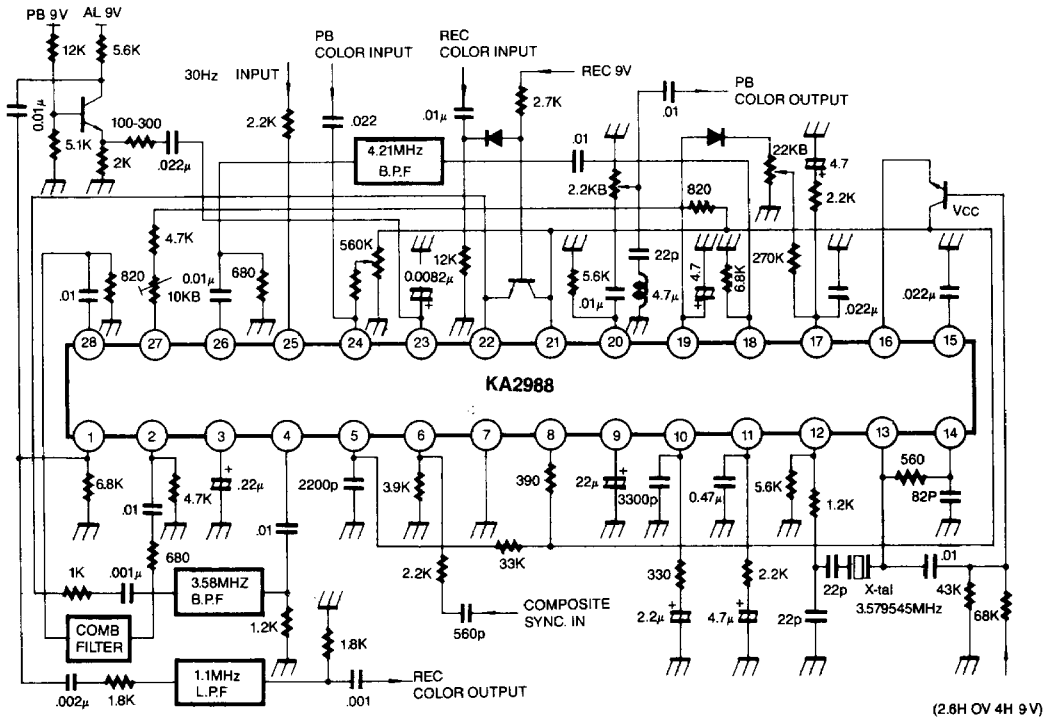 PB 9V
AL 9V
12K
5.6K
0.01µ
5.1K
2K
100-300
.022µ
30Hz INPUT
2.2K
PB
COLOR INPUT
.022
REC
COLOR INPUT
.01µ
REC 9V
2.7K
.01
PB
COLOR OUTPUT
4.21MHz
B.P.F
.01
2.2KB
820
22KB
4.7
+
2.2K
VCC
4.7K
820
10KB
.01
0.01µ
680
560K
0.0082µ
+
12K
5.6K
.01µ
22p
4.7µ
4.7
+
6.8K
270K
.022µ
.022µ
28
27
26
25
24
23
22
21
20
19
18
17
16
15
KA2988
1
2
3
4
5
6
7
8
9
10
11
12
13
14
6.8K
.01
4.7K
680
+
.22µ
.01
2200p
3.9K
390
22µ
+
3300p
0.47µ
5.6K
1.2K
560
82P
33K
1K
.001µ
3.58MHZ
B.P.F
1.2K
2.2K
560p
COMPOSITE
SYNC. IN
330
+
2.2µ
2.2K
+
4.7µ
22p
22p
X-tal
3.579545MHz
.01
43K
68K
COMB
FILTER
1.8K
.002µ
1.8K
1.1MHz
L.P.F
.001
REC
COLOR OUTPUT
(2.6H OV 4H 9V)